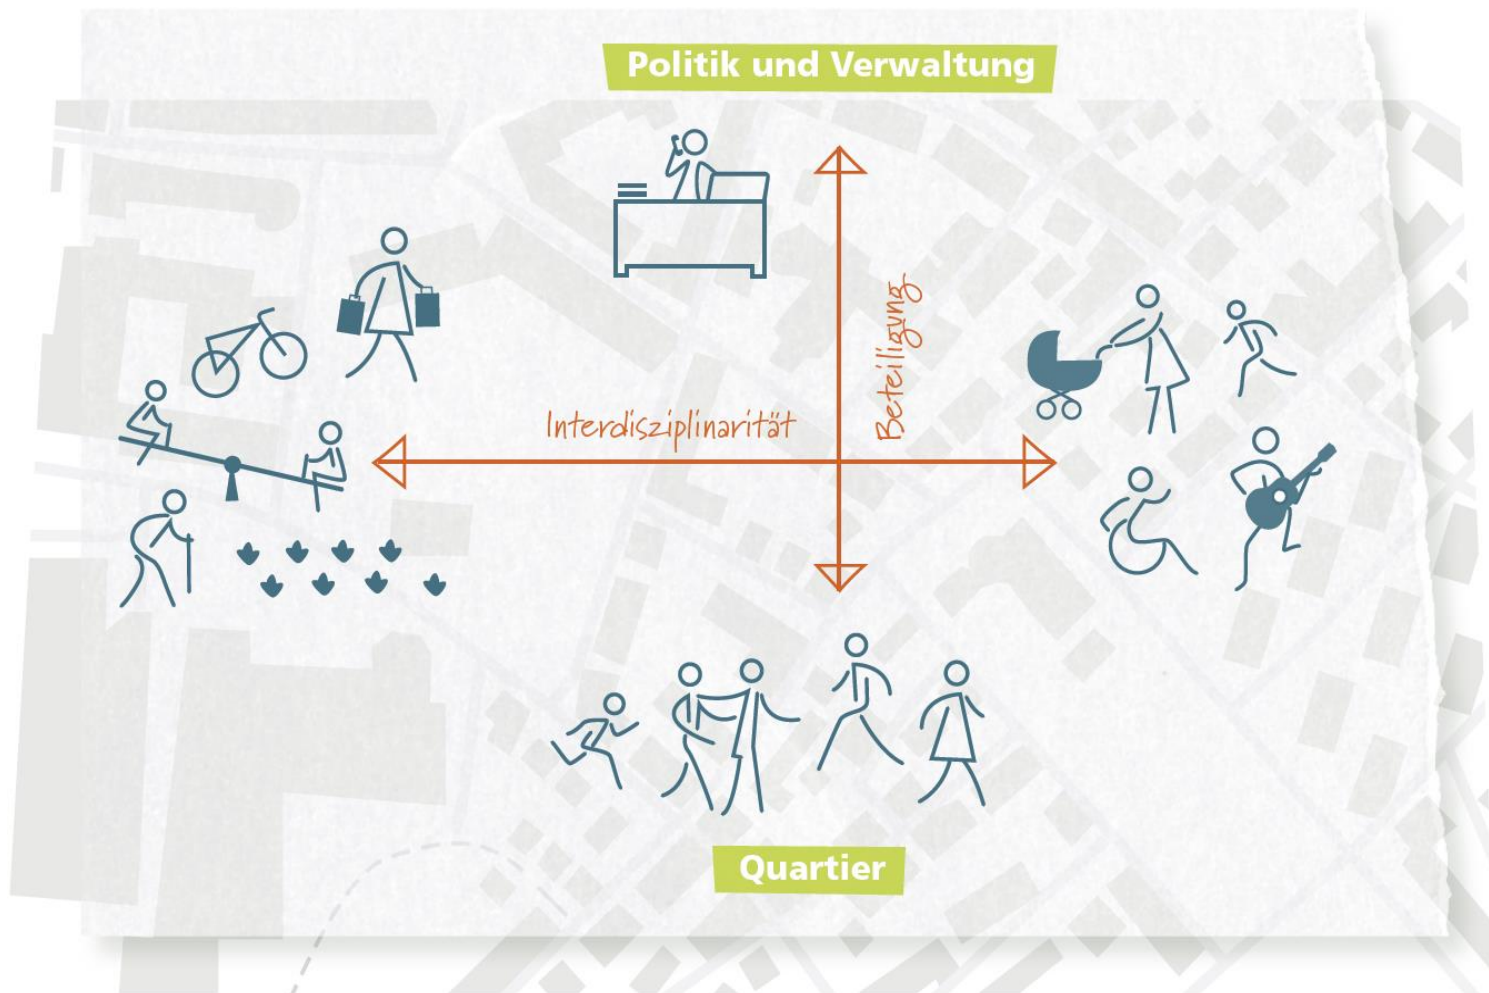 Politik und Verwaltung
Beteiligung
Interdisziplinarität
Quartier